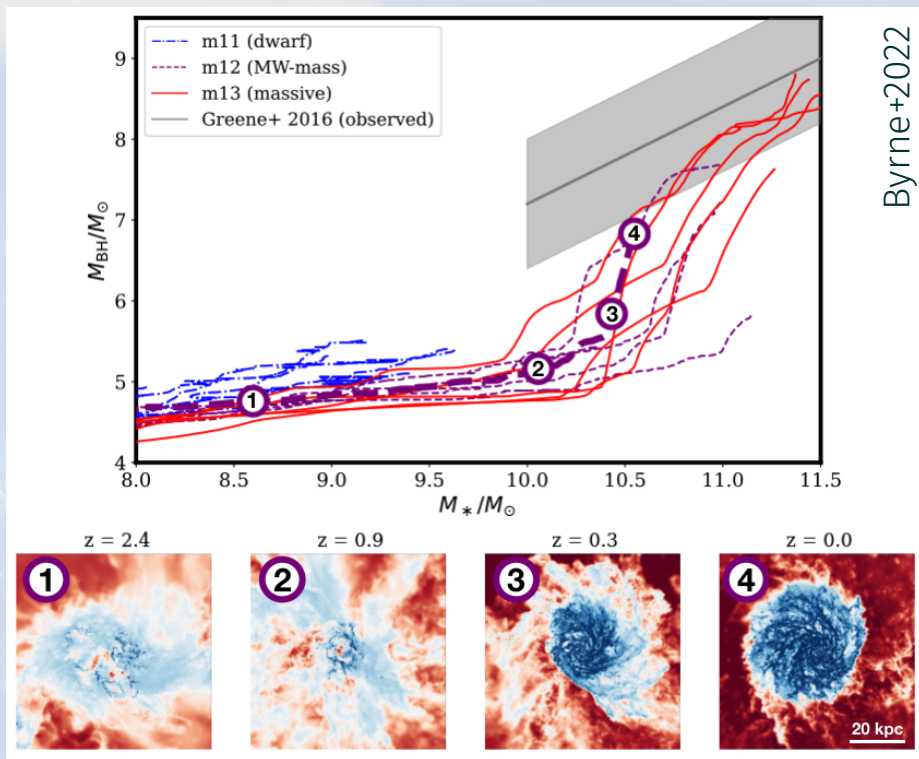 m11 (dwarf)
m12 (MW-mass)
m13 (massive)
Greene+ 2016 (observed)
Byrne+2022
M_BH/M_⊙
9
8
7
6
5
4
1
2
3
4
8.0 8.5 9.0 9.5 10.0 10.5 11.0 11.5
M_*/M_⊙
z = 2.4 z = 0.9 z = 0.3 z = 0.0
1 2 3 4
20 kpc